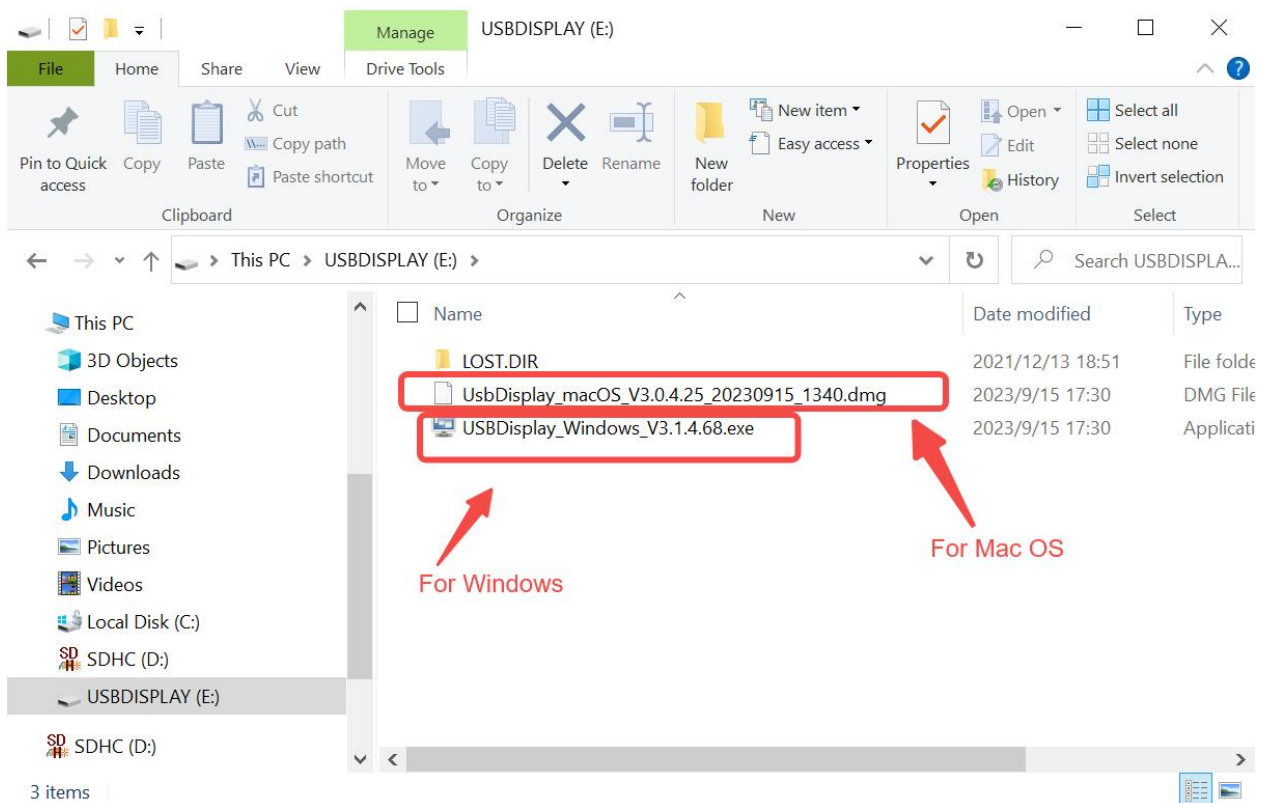 Manage USBDISPLAY (E:)
File Home Share View Drive Tools
Pin to Quick access
Copy
Paste
Cut
Copy path
Paste shortcut
Move to
Copy to
Delete
Rename
New folder
New item
Easy access
Properties
Open
Edit
History
Select all
Select none
Invert selection
Clipboard Organize New Open Select
This PC > USBDISPLAY (E:) >
Search USBDISPLA...
This PC
3D Objects
Desktop
Documents
Downloads
Music
Pictures
Videos
Local Disk (C:)
SDHC (D:)
USBDISPLAY (E:)
SDHC (D:)
Name Date modified Type
LOST.DIR 2021/12/13 18:51 File folde
UsbDisplay_macOS_V3.0.4.25_20230915_1340.dmg 2023/9/15 17:30 DMG File
USBDisplay_Windows_V3.1.4.68.exe 2023/9/15 17:30 Applicati
For Mac OS
For Windows
3 items